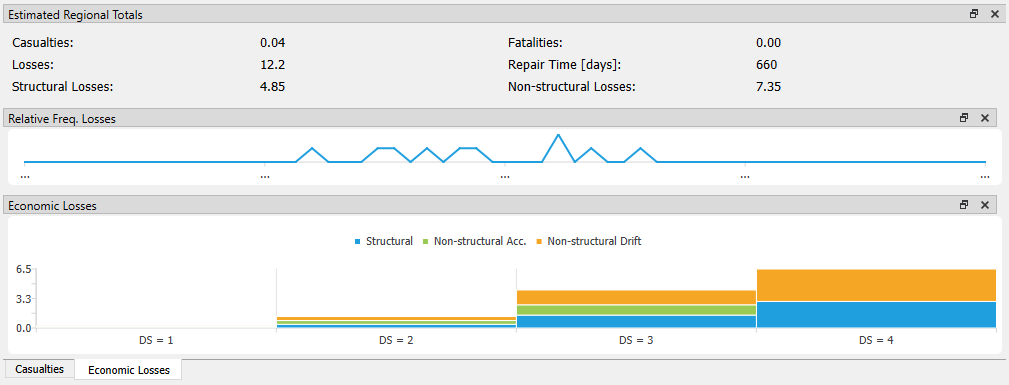 Estimated Regional Totals
Casualties: 0.04 Fatalities: 0.00
Losses: 12.2 Repair Time [days]: 660
Structural Losses: 4.85 Non-structural Losses: 7.35
Relative Freq. Losses
... ... ... ... ...
Economic Losses
Structural Non-structural Acc. Non-structural Drift
6.5
3.3
0.0
DS = 1 DS = 2 DS = 3 DS = 4
Casualties Economic Losses